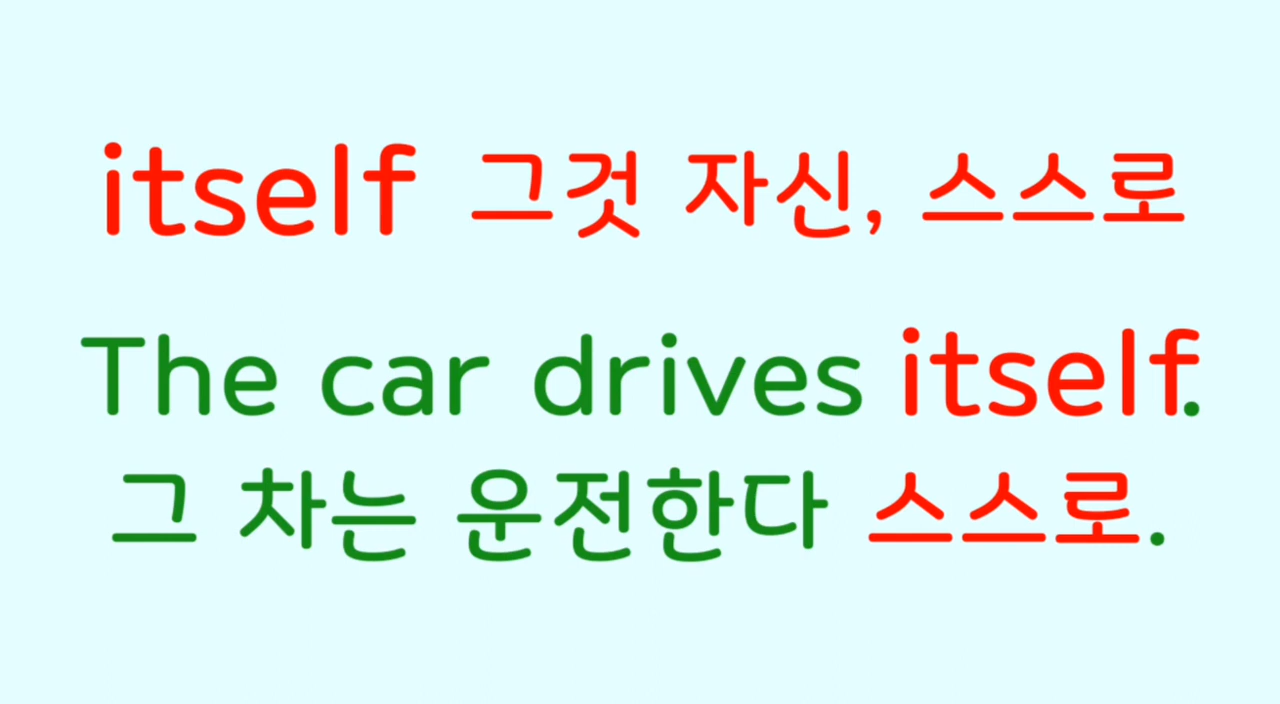 itself 그것 자신, 스스로
The car drives itself.
그 차는 운전한다 스스로.